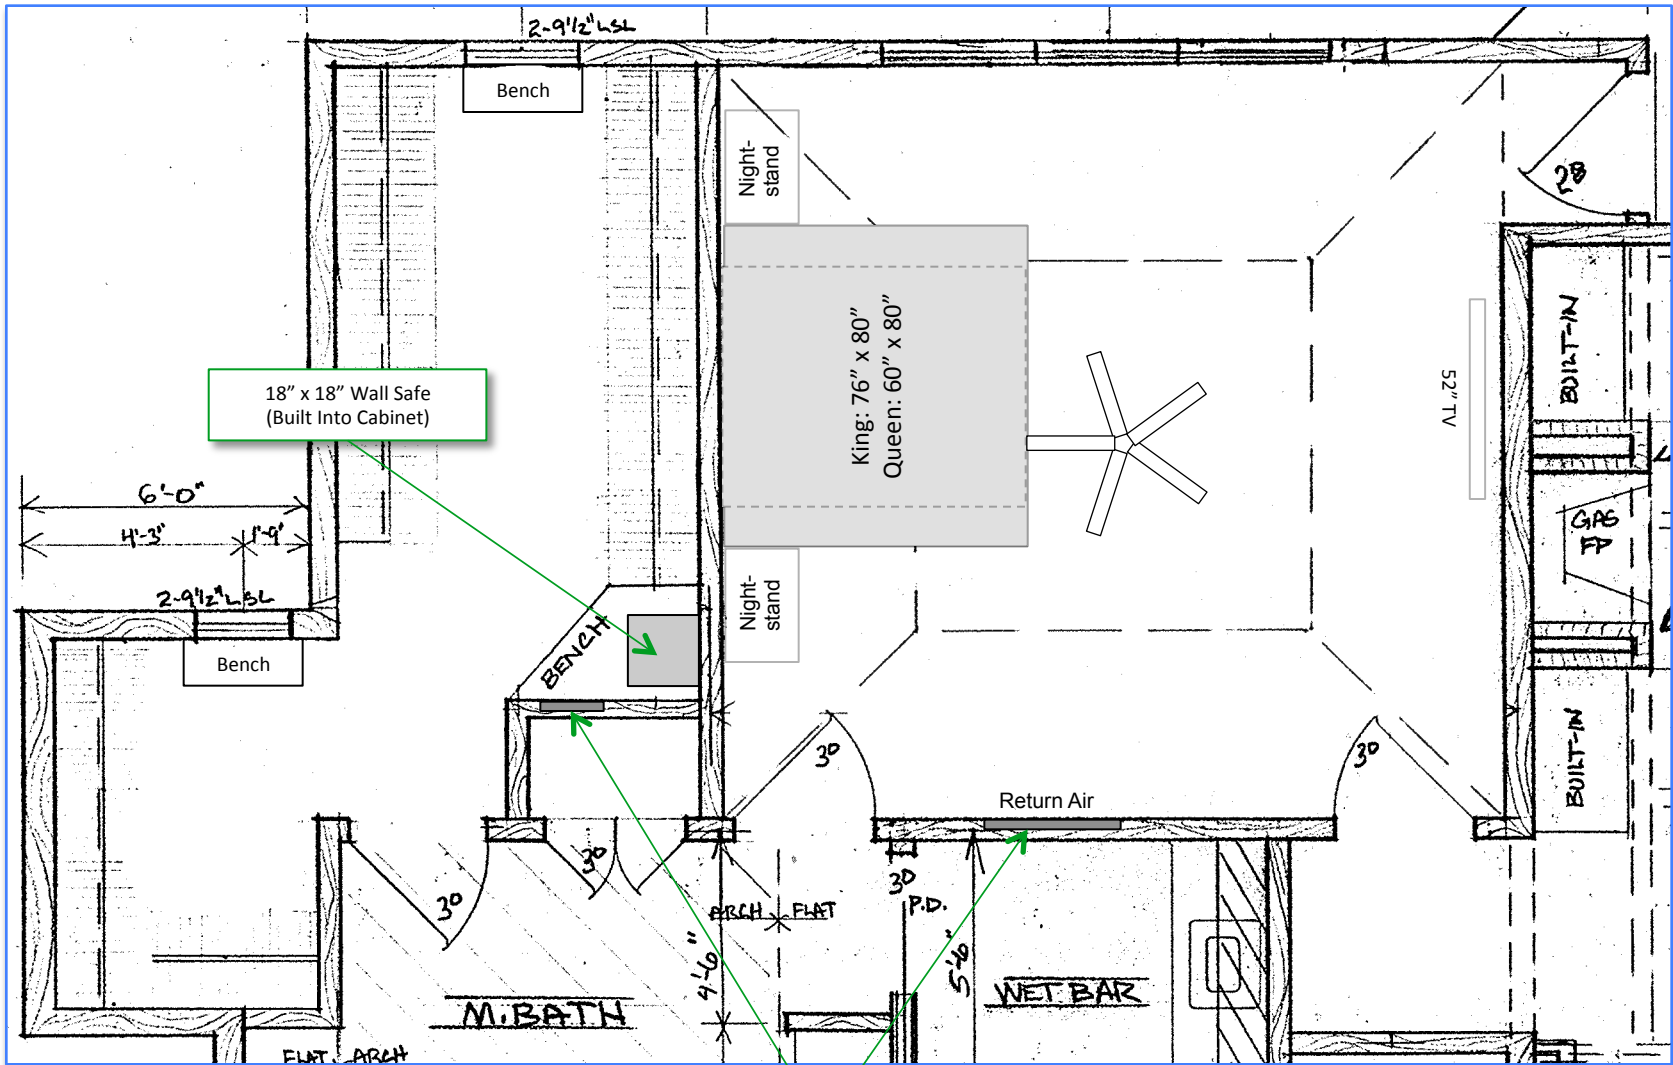 2-9½" LSL
Bench
Night-
stand
28
King: 76” x 80”
Queen: 60” x 80”
BUILT-IN
52” TV
18” x 18” Wall Safe
(Built Into Cabinet)
6'-0"
4'-3"
1'-9"
GAS
FP
2-9½" LSL
Bench
BENCH
Night-
stand
30
30
BUILT-IN
Return Air
30
30
30
P.D.
ARCH
FLAT
4'-6"
5'-6"
WET BAR
M. BATH
FLAT
ARCH